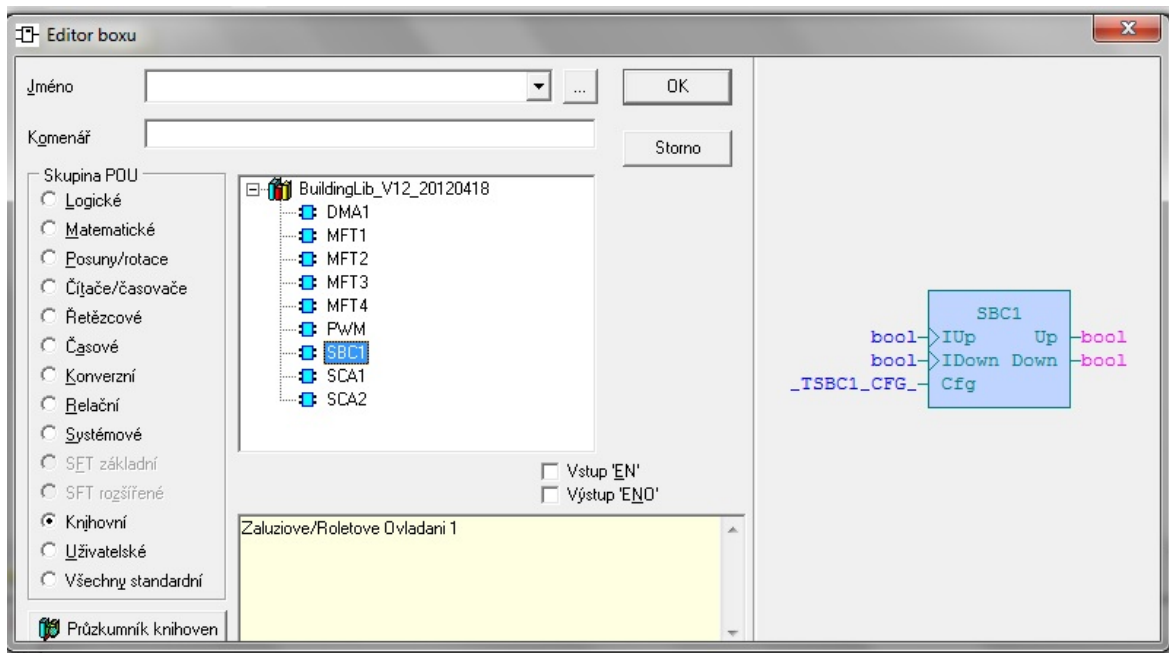 Editor boxu
Jméno
...
OK
Komenář
Storno
Skupina POU
Logické
Matematické
Posuny/rotace
Čítače/časovače
Řetězcové
Časové
Konverzní
Relační
Systémové
SFT základní
SFT rozšířené
Knihovní
Uživatelské
Všechny standardní
Průzkumník knihoven
BuildingLib_V12_20120418
DMA1
MFT1
MFT2
MFT3
MFT4
PWM
SBC1
SCA1
SCA2
Vstup 'EN'
Výstup 'ENO'
Zaluziove/Roletove Ovladani 1
SBC1
bool IUp Up bool
bool IDown Down bool
_TSBC1_CFG_ Cfg